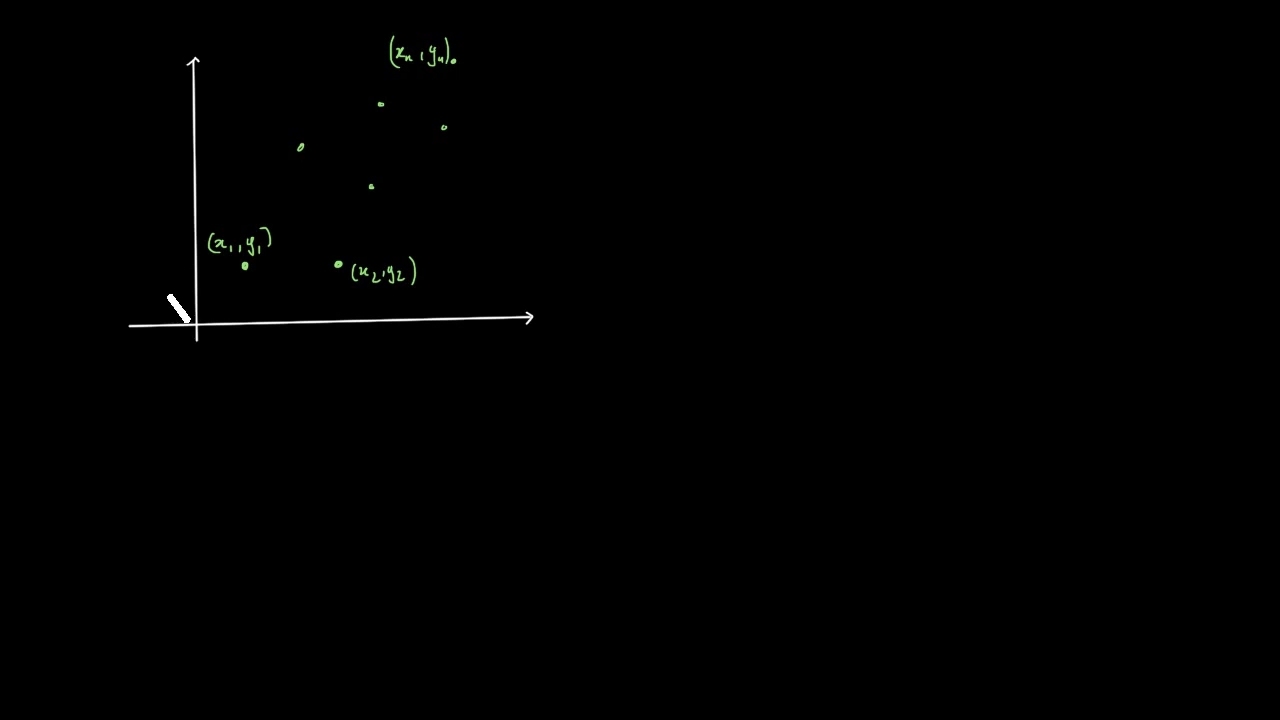 (xₙ, yₙ)
(x₁, y₁)
(x₂, y₂)